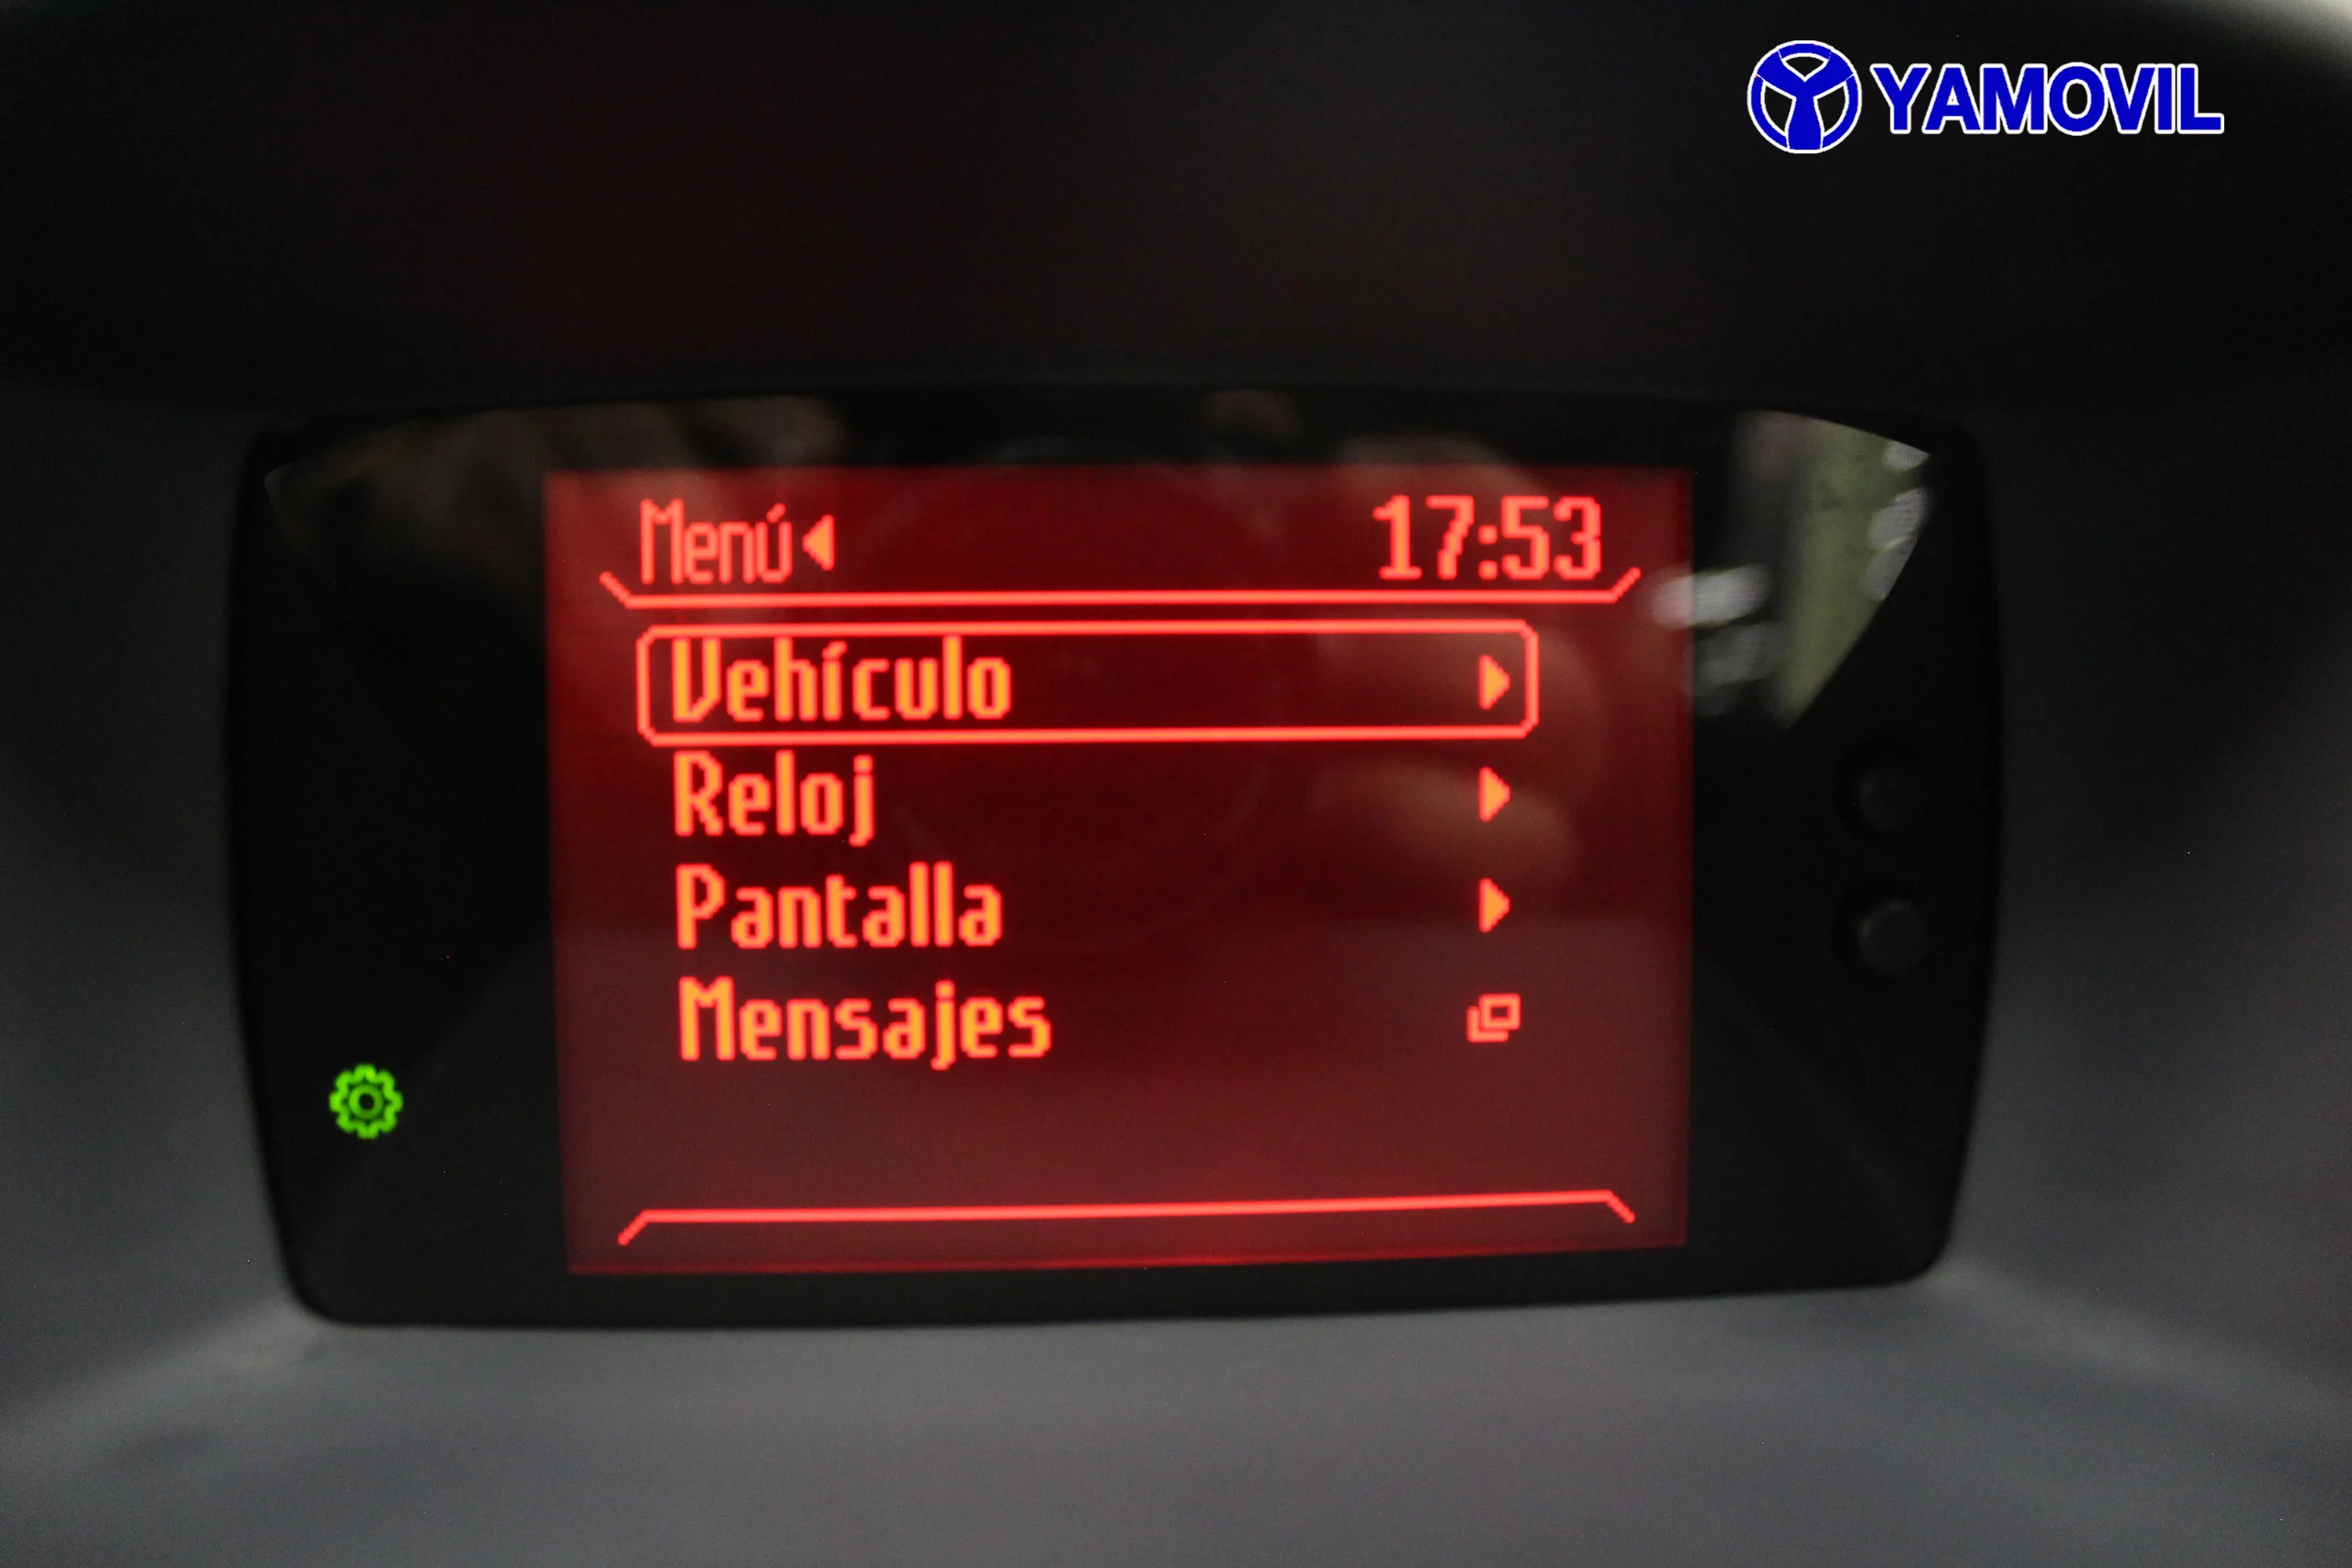 YAMOVIL
Menú 17:53
Vehículo
Reloj
Pantalla
Mensajes